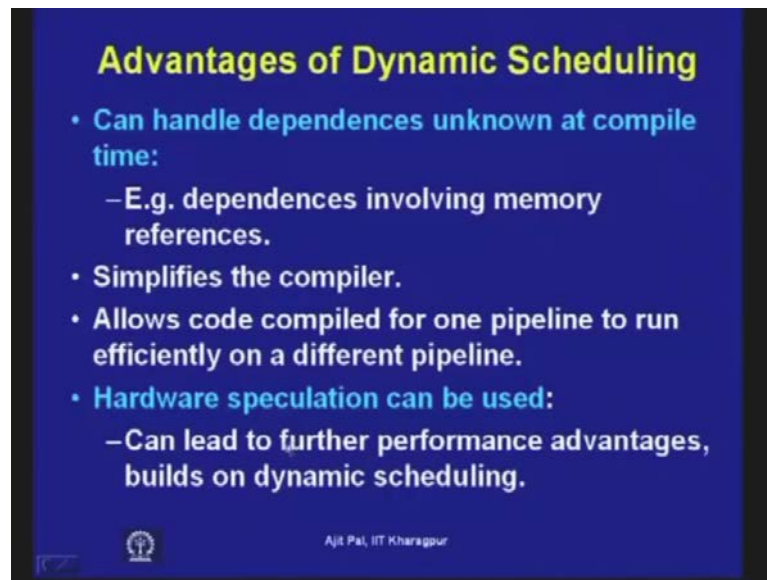 Advantages of Dynamic Scheduling
• Can handle dependences unknown at compile
time:
–E.g. dependences involving memory
references.
• Simplifies the compiler.
• Allows code compiled for one pipeline to run
efficiently on a different pipeline.
• Hardware speculation can be used:
–Can lead to further performance advantages,
builds on dynamic scheduling.
Ajit Pal, IIT Kharagpur